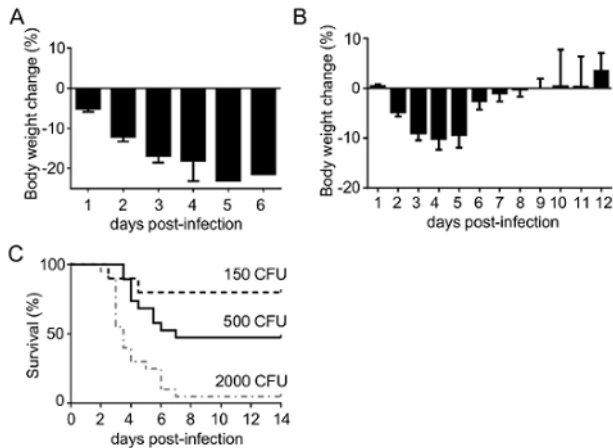 A
Body weight change (%)
10
0
-10
-20
1 2 3 4 5 6
days post-infection
B
Body weight change (%)
10
0
-10
-20
1 2 3 4 5 6 7 8 9 10 11 12
days post-infection
C
Survival (%)
100
50
0
150 CFU
500 CFU
2000 CFU
0 2 4 6 8 10 12 14
days post-infection